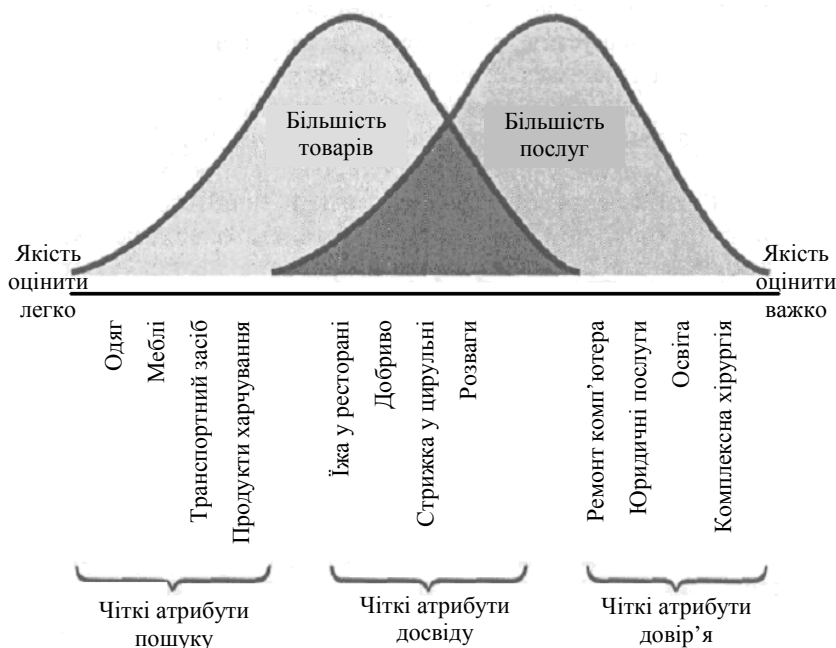 Більшість
товарів
Більшість
послуг
Якість
оцінити
легко
Якість
оцінити
важко
Одяг
Меблі
Транспортний засіб
Продукти харчування
Їжа у ресторані
Добриво
Стрижка у цирульні
Розваги
Ремонт комп’ютера
Юридичні послуги
Освіта
Комплексна хірургія
Чіткі атрибути
пошуку
Чіткі атрибути
досвіду
Чіткі атрибути
довір’я